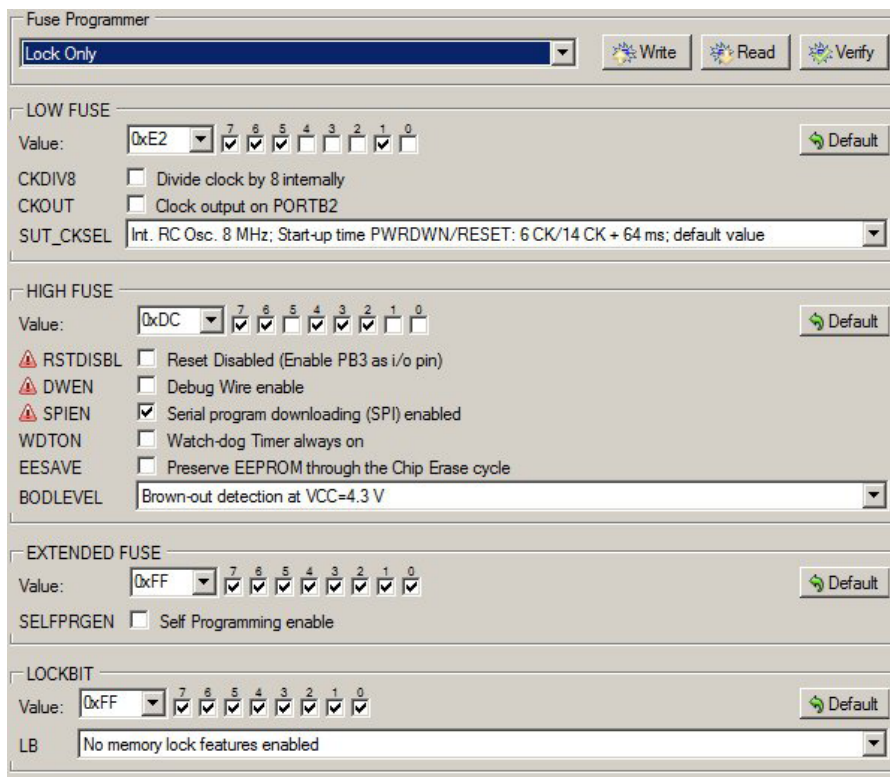 Fuse Programmer
Lock Only Write Read Verify
LOW FUSE
Value: 0xE2 7 6 5 4 3 2 1 0 Default
CKDIV8 Divide clock by 8 internally
CKOUT Clock output on PORTB2
SUT_CKSEL Int. RC Osc. 8 MHz; Start-up time PWRDWN/RESET: 6 CK/14 CK + 64 ms; default value
HIGH FUSE
Value: 0xDC 7 6 5 4 3 2 1 0 Default
RSTDISBL Reset Disabled (Enable PB3 as i/o pin)
DWEN Debug Wire enable
SPIEN Serial program downloading (SPI) enabled
WDTON Watch-dog Timer always on
EESAVE Preserve EEPROM through the Chip Erase cycle
BODLEVEL Brown-out detection at VCC=4.3 V
EXTENDED FUSE
Value: 0xFF 7 6 5 4 3 2 1 0 Default
SELFPRGEN Self Programming enable
LOCKBIT
Value: 0xFF 7 6 5 4 3 2 1 0 Default
LB No memory lock features enabled